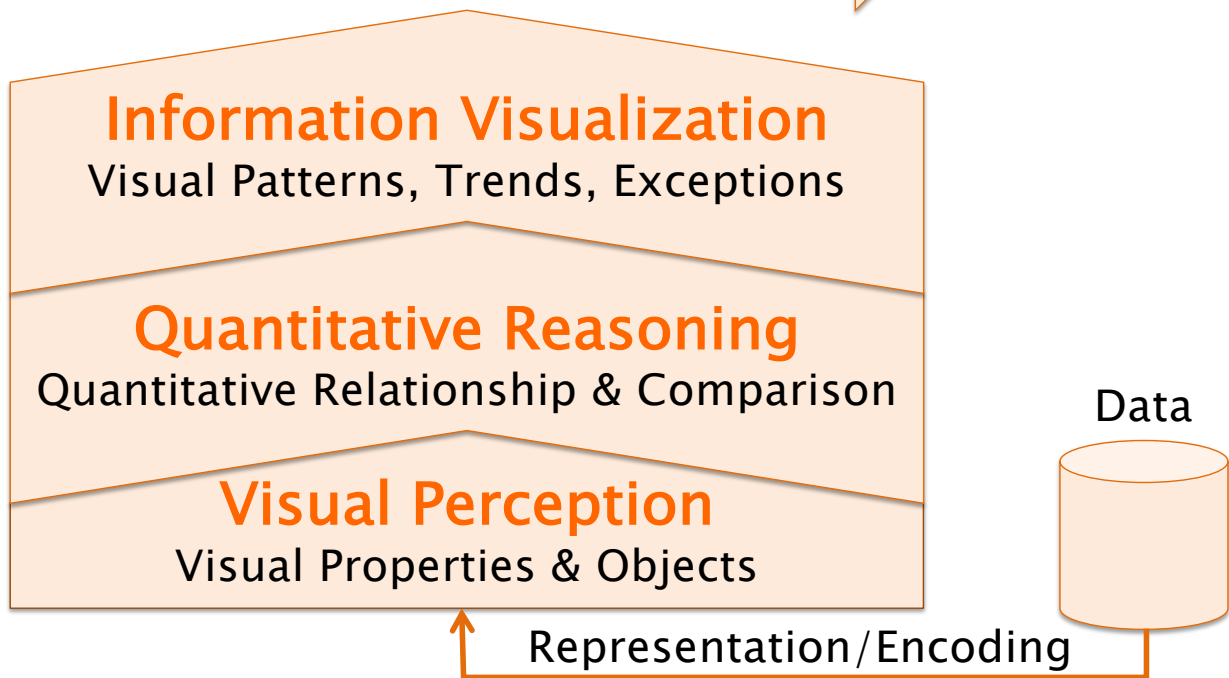 Information Visualization
Visual Patterns, Trends, Exceptions
Quantitative Reasoning
Quantitative Relationship & Comparison
Data
Visual Perception
Visual Properties & Objects
Representation/Encoding